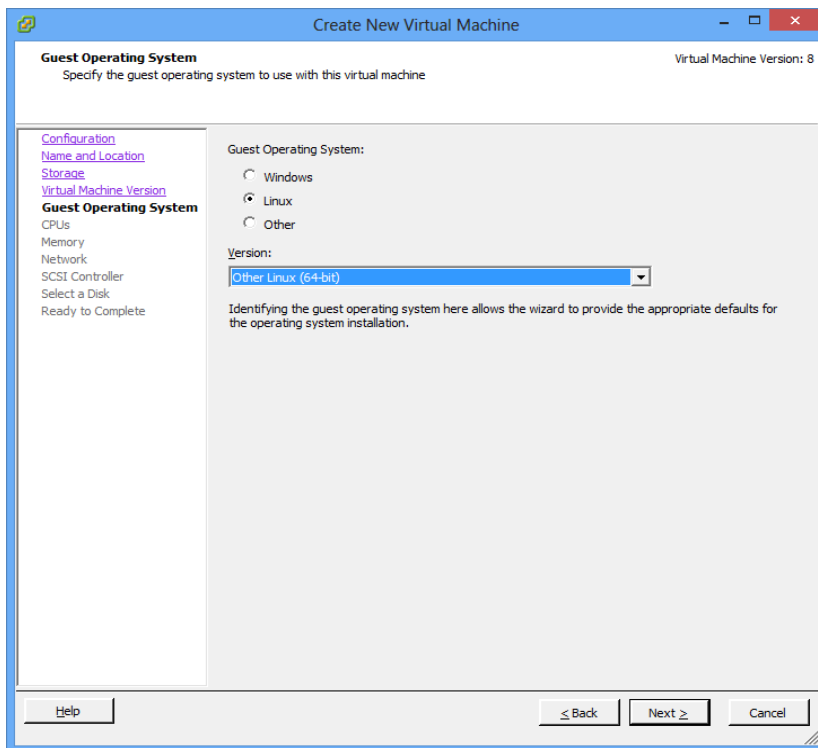 Create New Virtual Machine
Guest Operating System
Specify the guest operating system to use with this virtual machine
Virtual Machine Version: 8
Configuration
Name and Location
Storage
Virtual Machine Version
Guest Operating System
CPUs
Memory
Network
SCSI Controller
Select a Disk
Ready to Complete
Guest Operating System:
Windows
Linux
Other
Version:
Other Linux (64-bit)
Identifying the guest operating system here allows the wizard to provide the appropriate defaults for
the operating system installation.
Help
< Back
Next >
Cancel